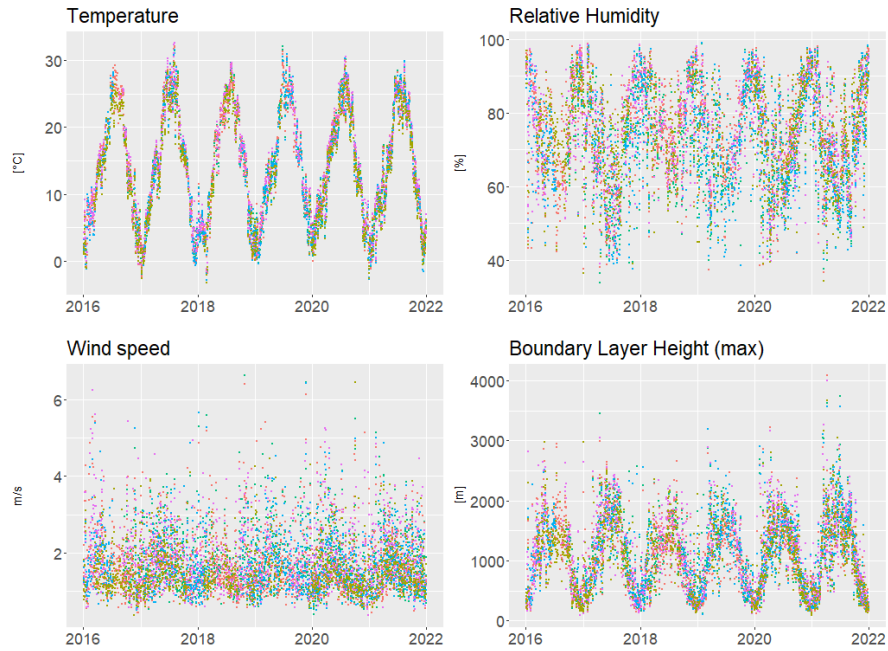 Temperature
30
20
10
0
[°C]
2016 2018 2020 2022
Relative Humidity
100
80
60
40
[%]
2016 2018 2020 2022
Wind speed
6
4
2
m/s
2016 2018 2020 2022
Boundary Layer Height (max)
4000
3000
2000
1000
0
[m]
2016 2018 2020 2022